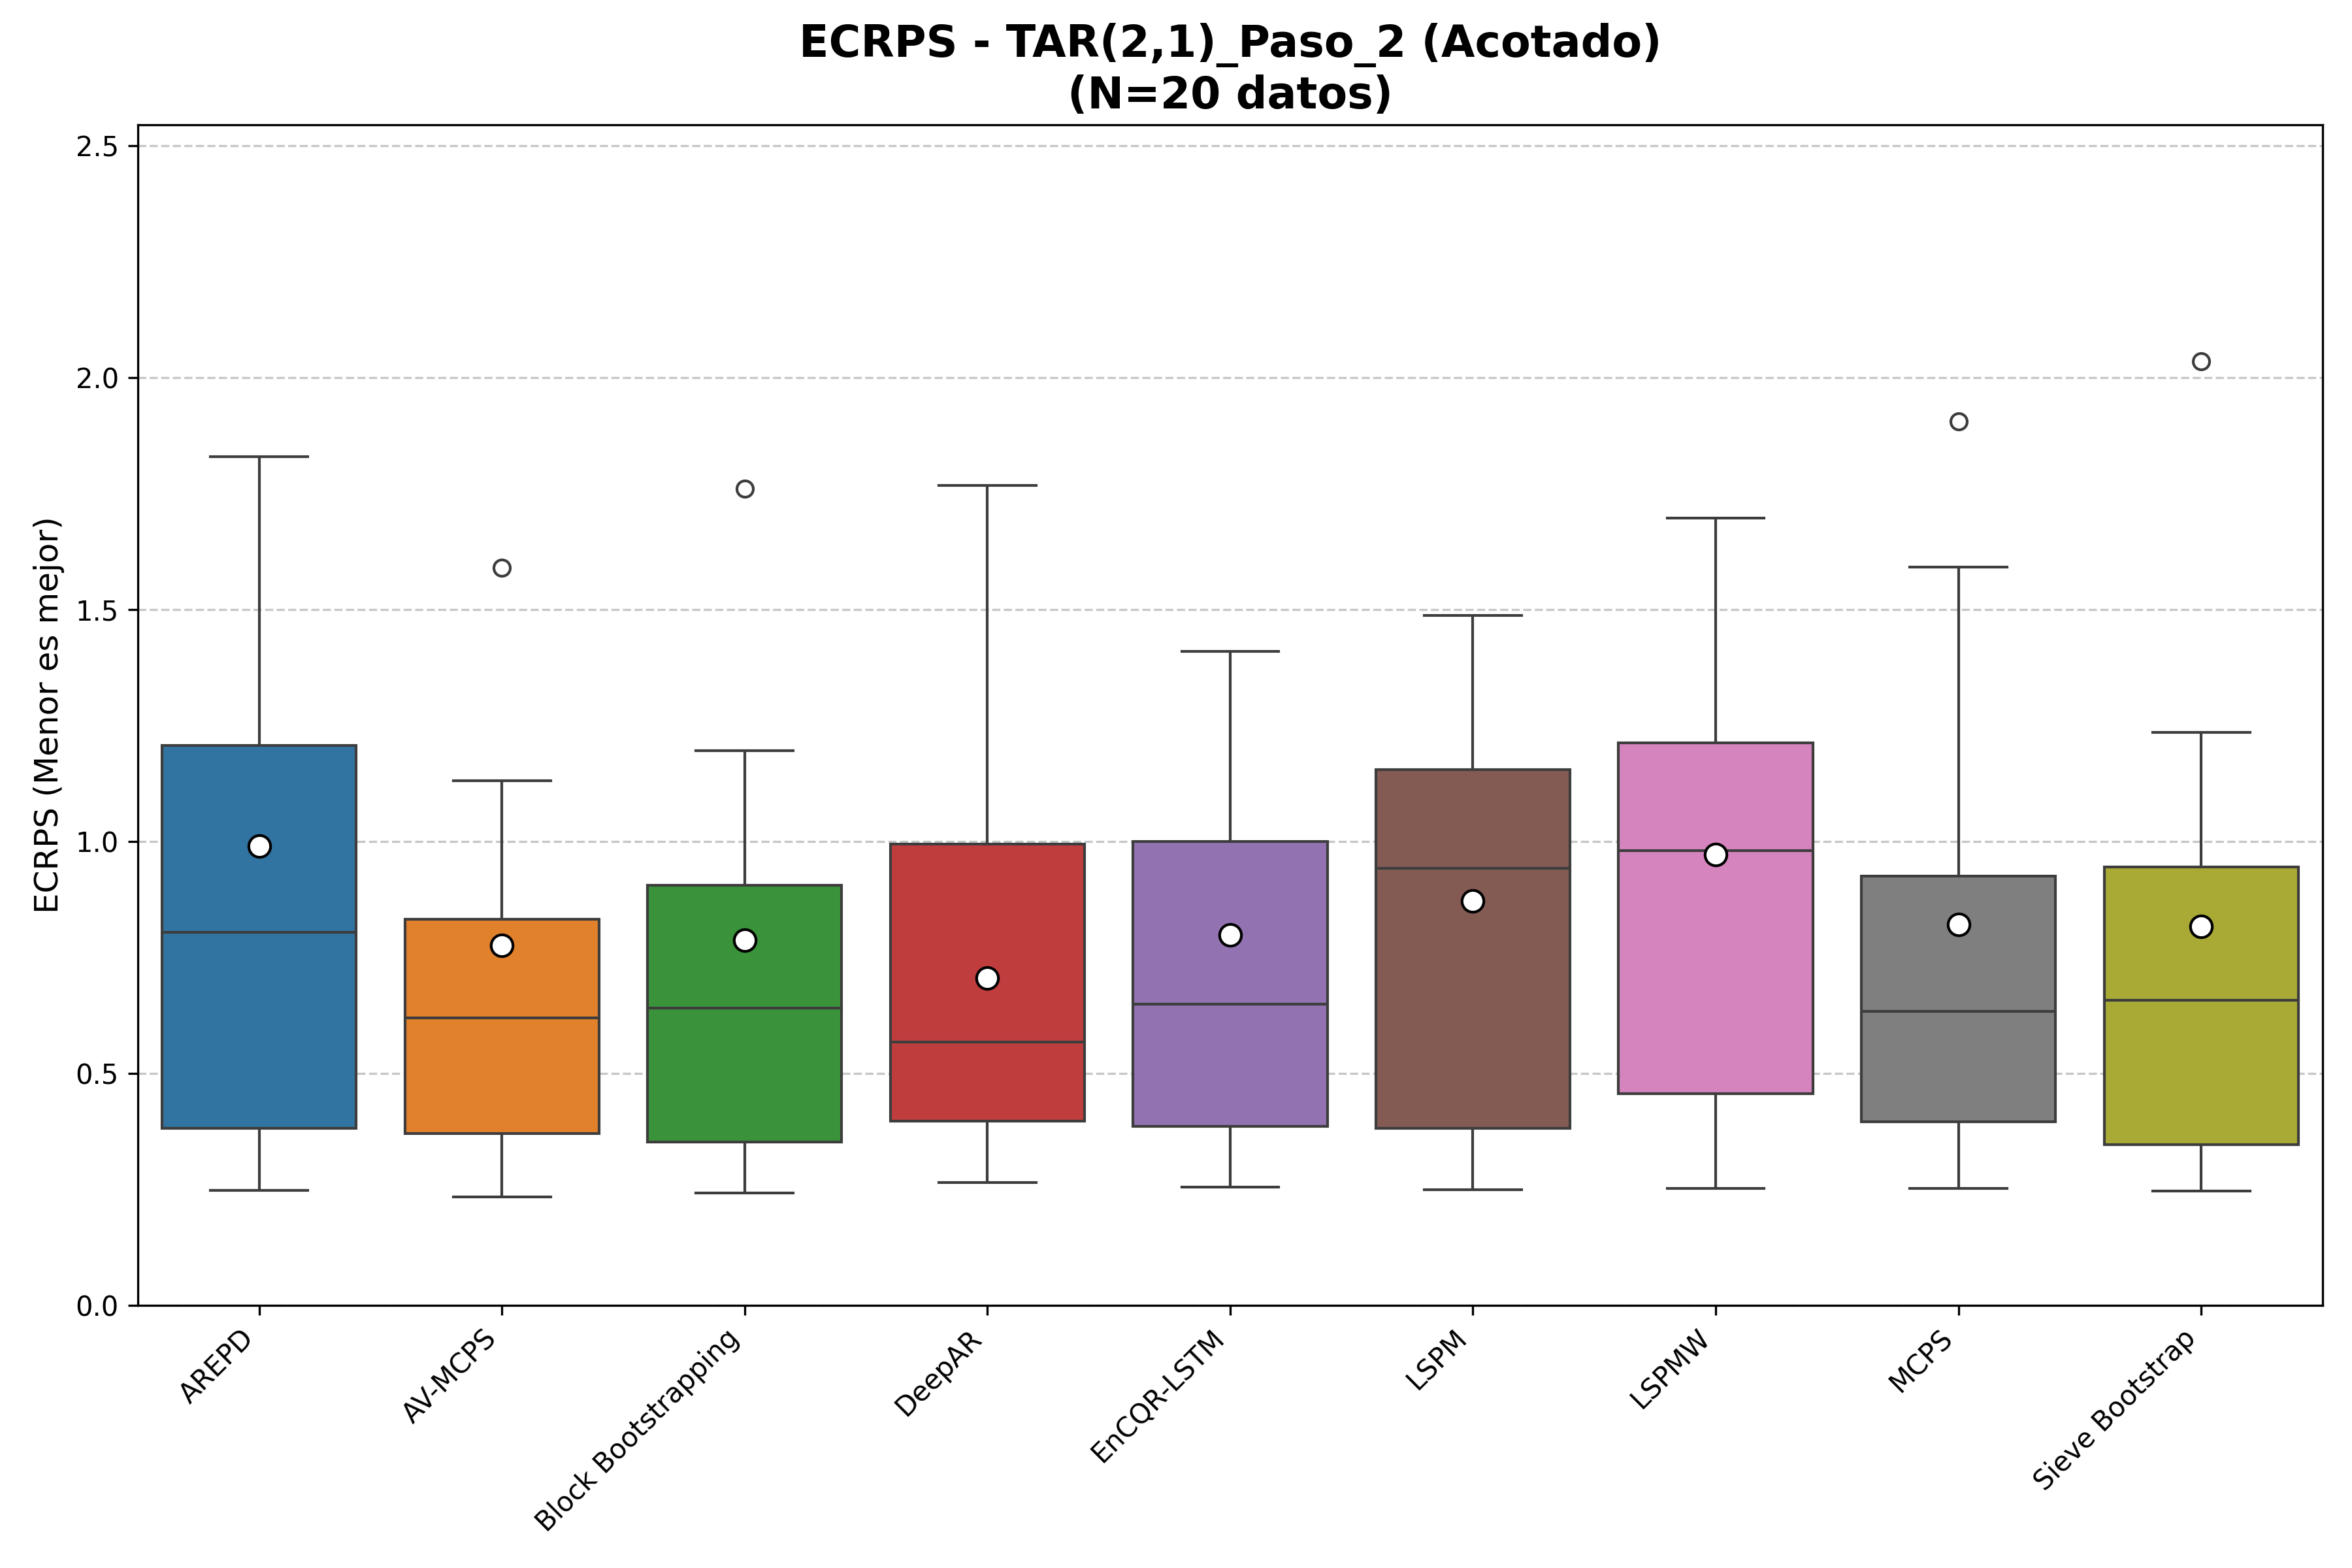 ECRPS - TAR(2,1)_Paso_2 (Acotado)
(N=20 datos)
ECRPS (Menor es mejor)
2.5
2.0
1.5
1.0
0.5
0.0
AREPD
AV-MCPS
Block Bootstrapping
DeepAR
EnCQR-LSTM
LSPM
LSPMW
MCPS
Sieve Bootstrap